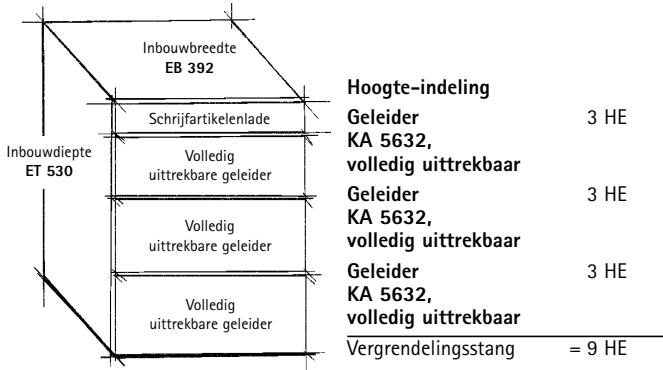 Inbouwbreedte
EB 392
Schrijfartikelenlade
Inbouwdiepte
ET 530
Volledig
uittrekbare geleider
Volledig
uittrekbare geleider
Volledig
uittrekbare geleider
Hoogte-indeling
Geleider 3 HE
KA 5632,
volledig uittrekbaar
Geleider 3 HE
KA 5632,
volledig uittrekbaar
Geleider 3 HE
KA 5632,
volledig uittrekbaar
Vergrendelingsstang = 9 HE